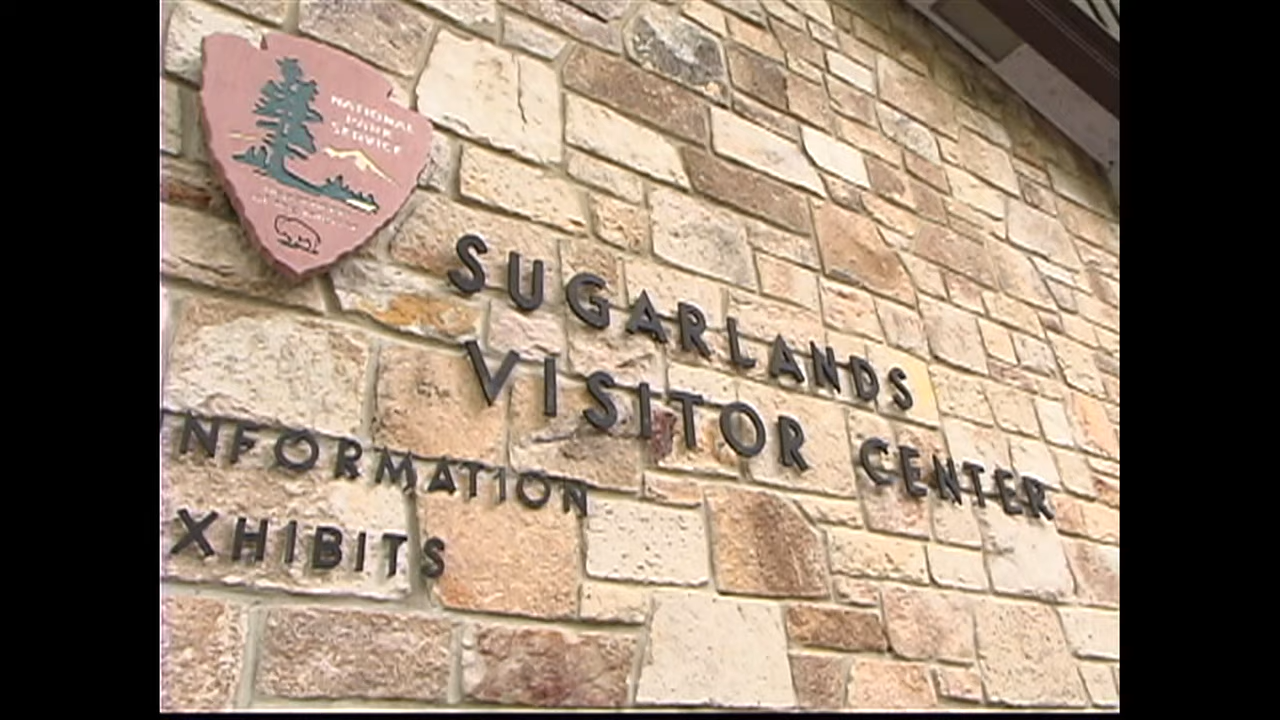 NATIONAL
PARK
SERVICE
SUGARLANDS
VISITOR CENTER
NFORMATION
XHIBITS